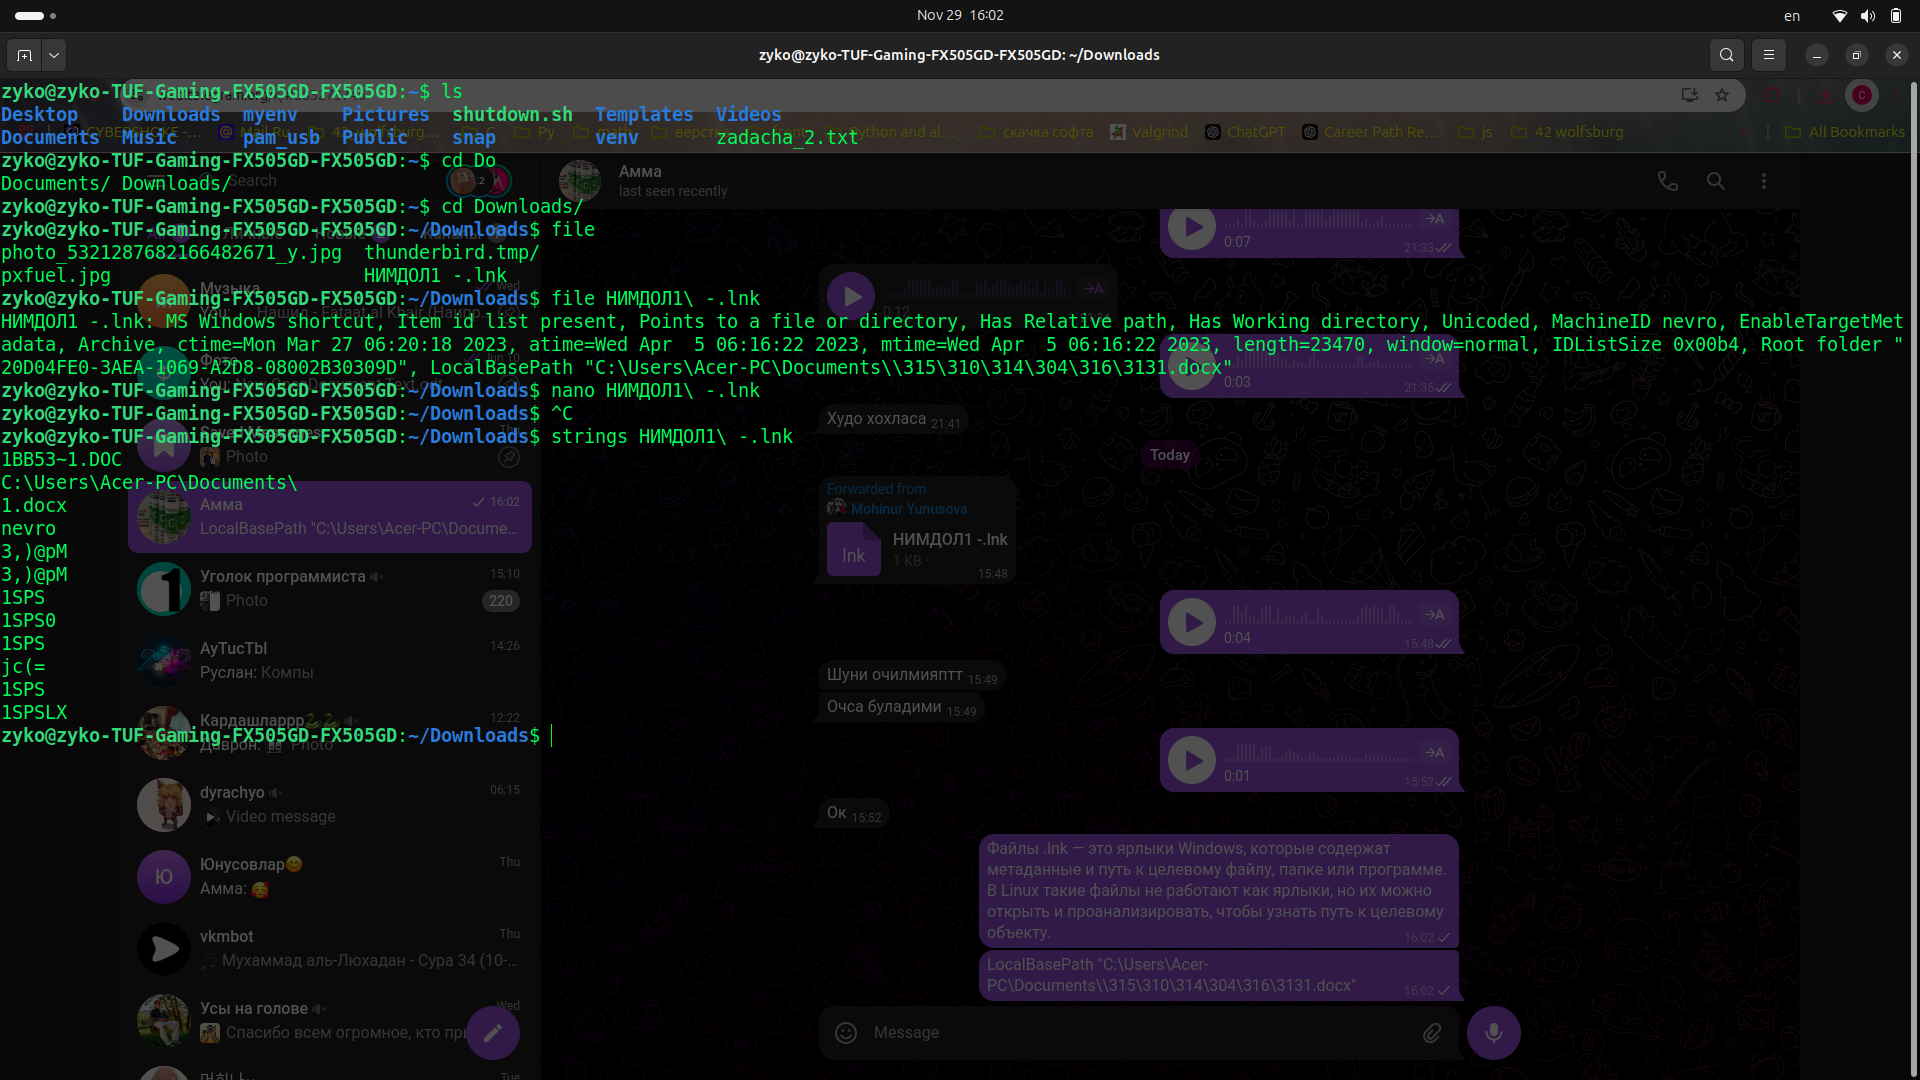 Nov 29 16:02
en
zyko@zyko-TUF-Gaming-FX505GD-FX505GD: ~/Downloads
zyko@zyko-TUF-Gaming-FX505GD-FX505GD:~$ ls
Desktop Downloads myenv Pictures shutdown.sh Templates Videos
Documents Music pam_usb Public snap venv zadacha_2.txt
zyko@zyko-TUF-Gaming-FX505GD-FX505GD:~$ cd Do
Documents/ Downloads/
zyko@zyko-TUF-Gaming-FX505GD-FX505GD:~$ cd Downloads/
zyko@zyko-TUF-Gaming-FX505GD-FX505GD:~/Downloads$ file
photo_5321287682166482671_y.jpg thunderbird.tmp/
pxfuel.jpg НИМДОЛ1 -.lnk
zyko@zyko-TUF-Gaming-FX505GD-FX505GD:~/Downloads$ file НИМДОЛ1\ -.lnk
НИМДОЛ1 -.lnk: MS Windows shortcut, Item id list present, Points to a file or directory, Has Relative path, Has Working directory, Unicoded, MachineID nevro, EnableTargetMet
adata, Archive, ctime=Mon Mar 27 06:20:18 2023, atime=Wed Apr  5 06:16:22 2023, mtime=Wed Apr  5 06:16:22 2023, length=23470, window=normal, IDListSize 0x00b4, Root folder "
20D04FE0-3AEA-1069-A2D8-08002B30309D", LocalBasePath "C:\Users\Acer-PC\Documents\\315\310\314\304\316\3131.docx"
zyko@zyko-TUF-Gaming-FX505GD-FX505GD:~/Downloads$ nano НИМДОЛ1\ -.lnk
zyko@zyko-TUF-Gaming-FX505GD-FX505GD:~/Downloads$ ^C
zyko@zyko-TUF-Gaming-FX505GD-FX505GD:~/Downloads$ strings НИМДОЛ1\ -.lnk
1BB53~1.DOC
C:\Users\Acer-PC\Documents\
1.docx
nevro
3,)@pM
3,)@pM
1SPS
1SPS0
1SPS
jc(=
1SPS
1SPSLX
zyko@zyko-TUF-Gaming-FX505GD-FX505GD:~/Downloads$
Mail.Ru
Py
math
скачка софта
Valgrind
ChatGPT
Career Path Re...
js
42 wolfsburg
All Bookmarks
Search
Музыка
Wed
Photo
Амма
16:02
LocalBasePath "C:\Users\Acer-PC\Docume...
Уголок программиста
15:10
Photo
220
AyTucTbl
14:26
Руслан: Компы
Кардашларрр
12:22
Даврон: Photo
dyrachyo
06:15
Video message
Ю
Юнусовлар
Thu
Амма:
vkmbot
Thu
Мухаммад аль-Люхадан - Сура 34 (10-...
Усы на голове
Wed
Спасибо всем огромное, кто пр
Tue
Амма
last seen recently
0:07
21:33
→A
0:12
→A
0:03
21:35
→A
Худо хохласа 21:41
Today
Forwarded from
Mohinur Yunusova
lnk
НИМДОЛ1 -.lnk
1 KB
15:48
0:04
15:48
→A
Шуни очилмияптт 15:49
Очса буладими 15:49
0:01
15:52
→A
Ок 15:52
Файлы .lnk — это ярлыки Windows, которые содержат
метаданные и путь к целевому файлу, папке или программе.
В Linux такие файлы не работают как ярлыки, но их можно
открыть и проанализировать, чтобы узнать путь к целевому
объекту.
16:02
LocalBasePath "C:\Users\Acer-
PC\Documents\\315\310\314\304\316\3131.docx"
16:02
Message